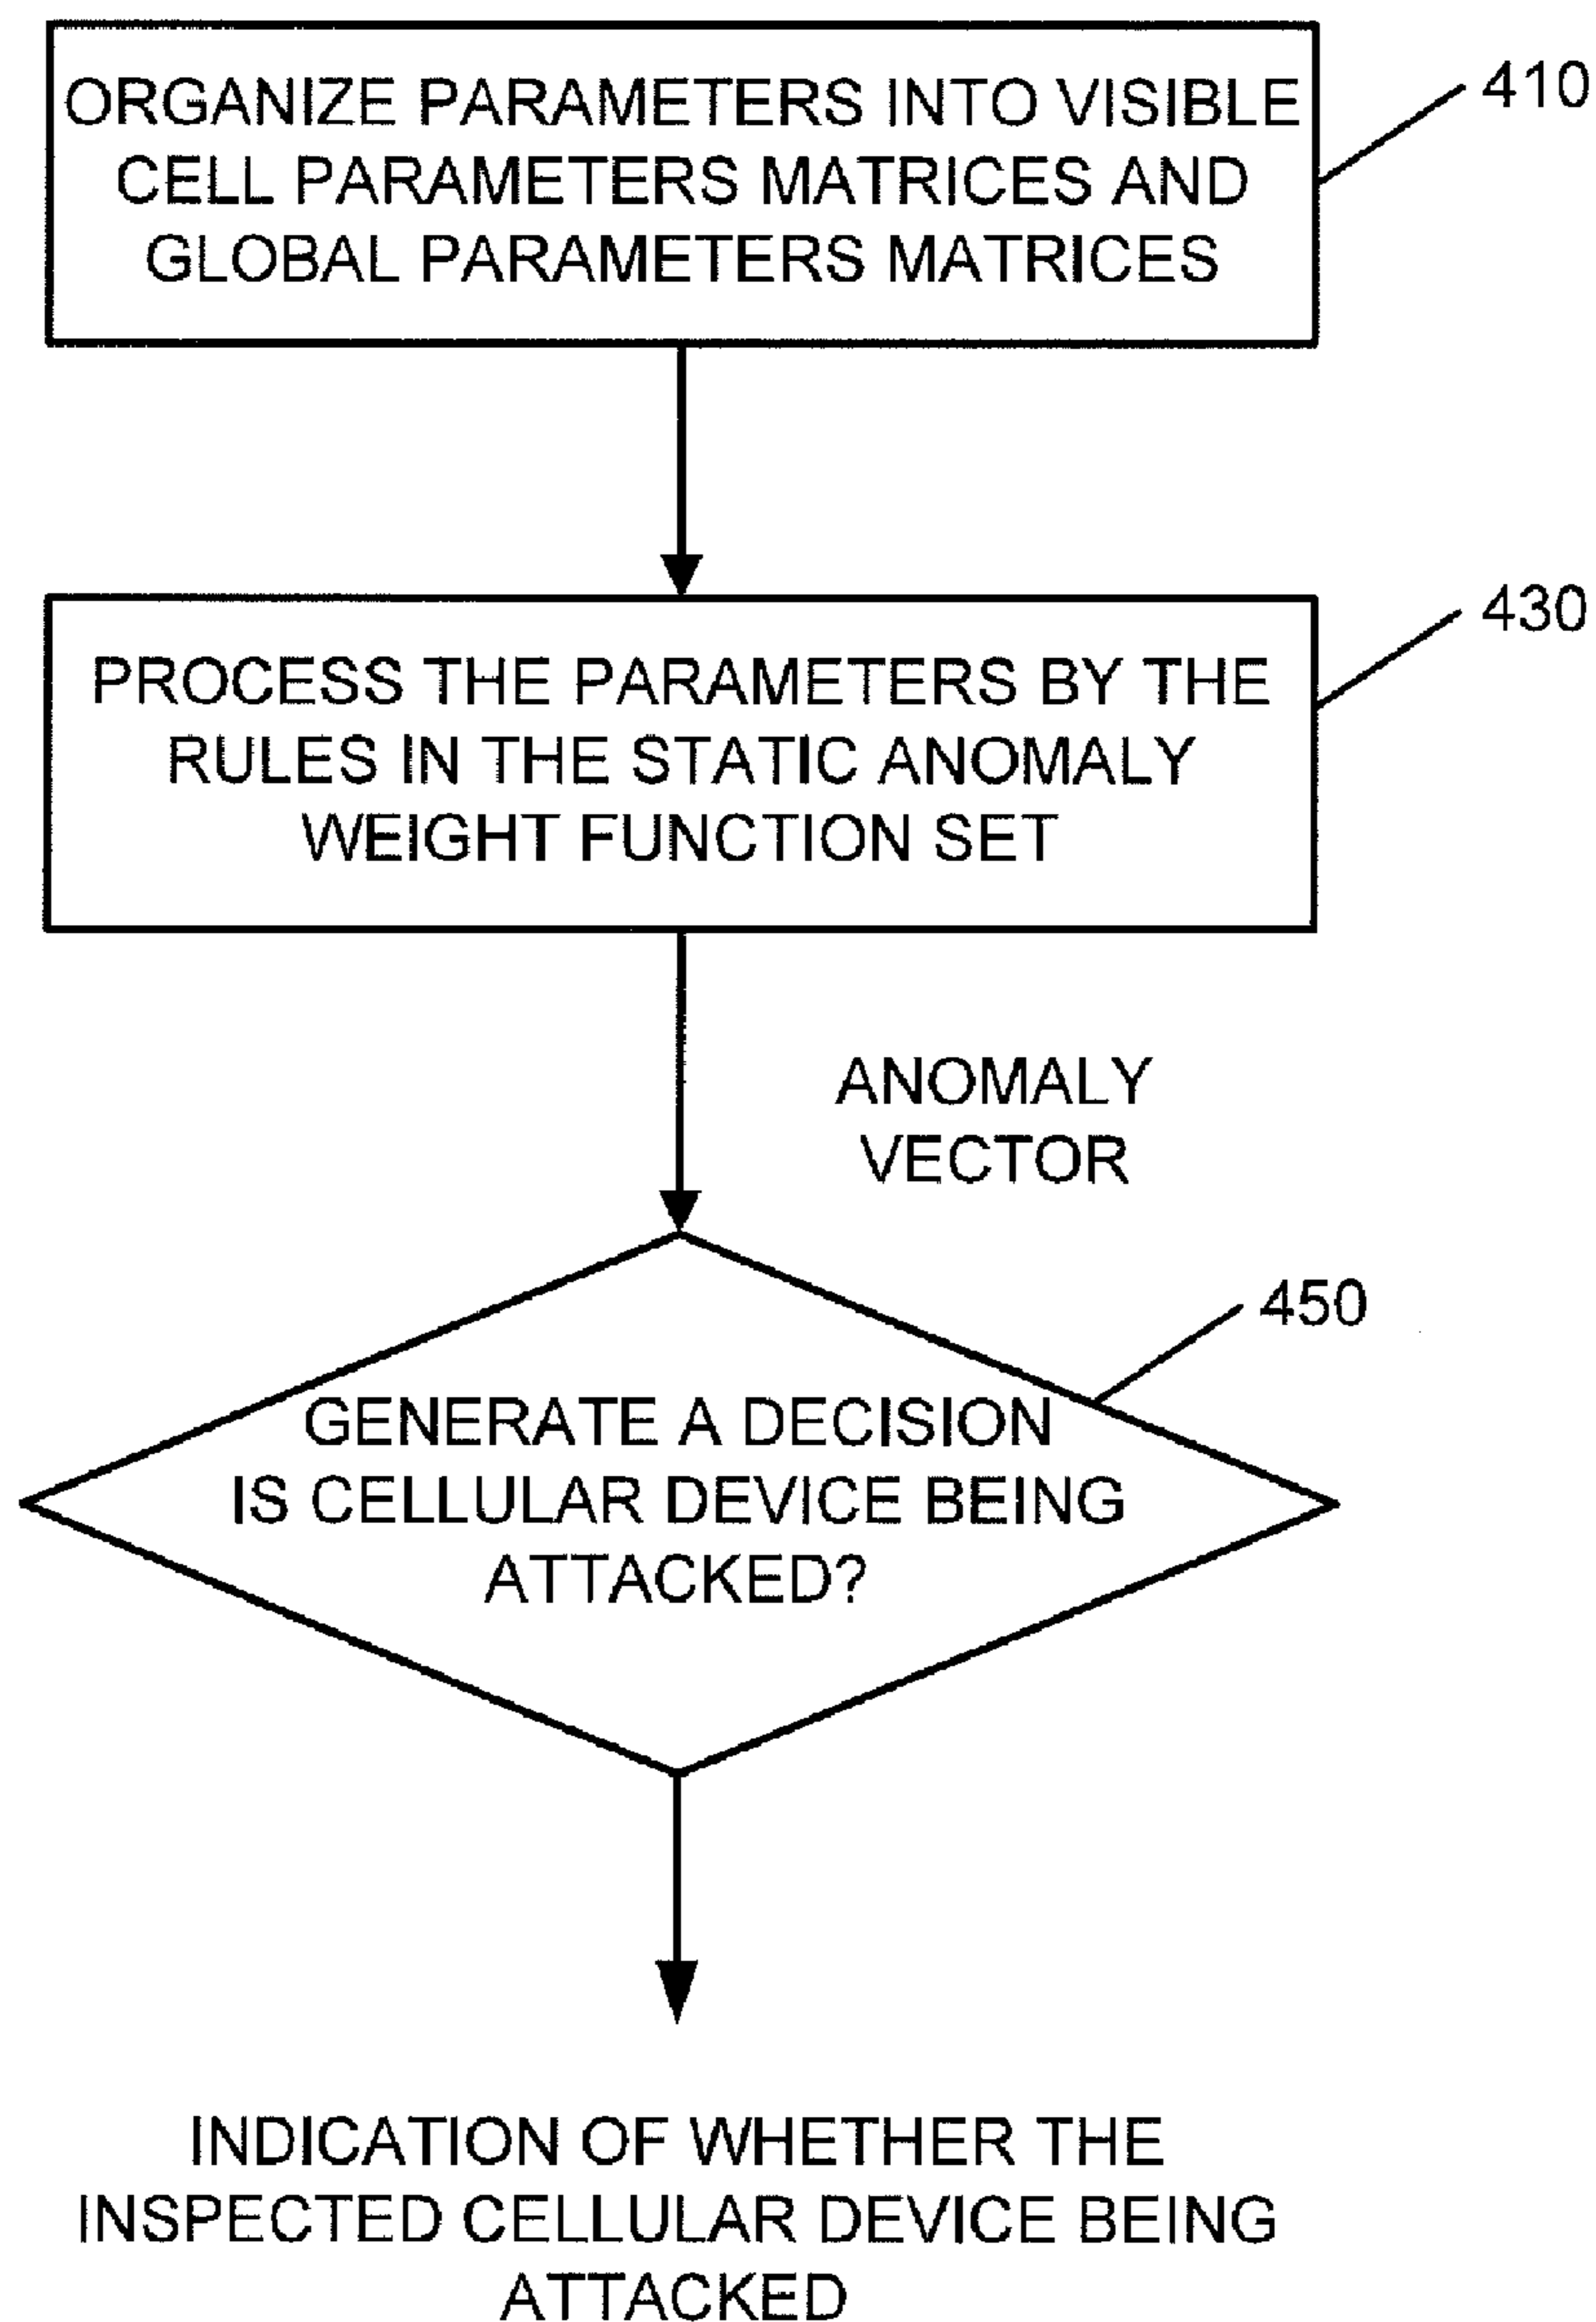 ORGANIZE PARAMETERS INTO VISIBLE
CELL PARAMETERS MATRICES AND
GLOBAL PARAMETERS MATRICES
410
PROCESS THE PARAMETERS BY THE
RULES IN THE STATIC ANOMALY
WEIGHT FUNCTION SET
430
ANOMALY
VECTOR
450
GENERATE A DECISION
IS CELLULAR DEVICE BEING
ATTACKED?
INDICATION OF WHETHER THE
INSPECTED CELLULAR DEVICE BEING
ATTACKED